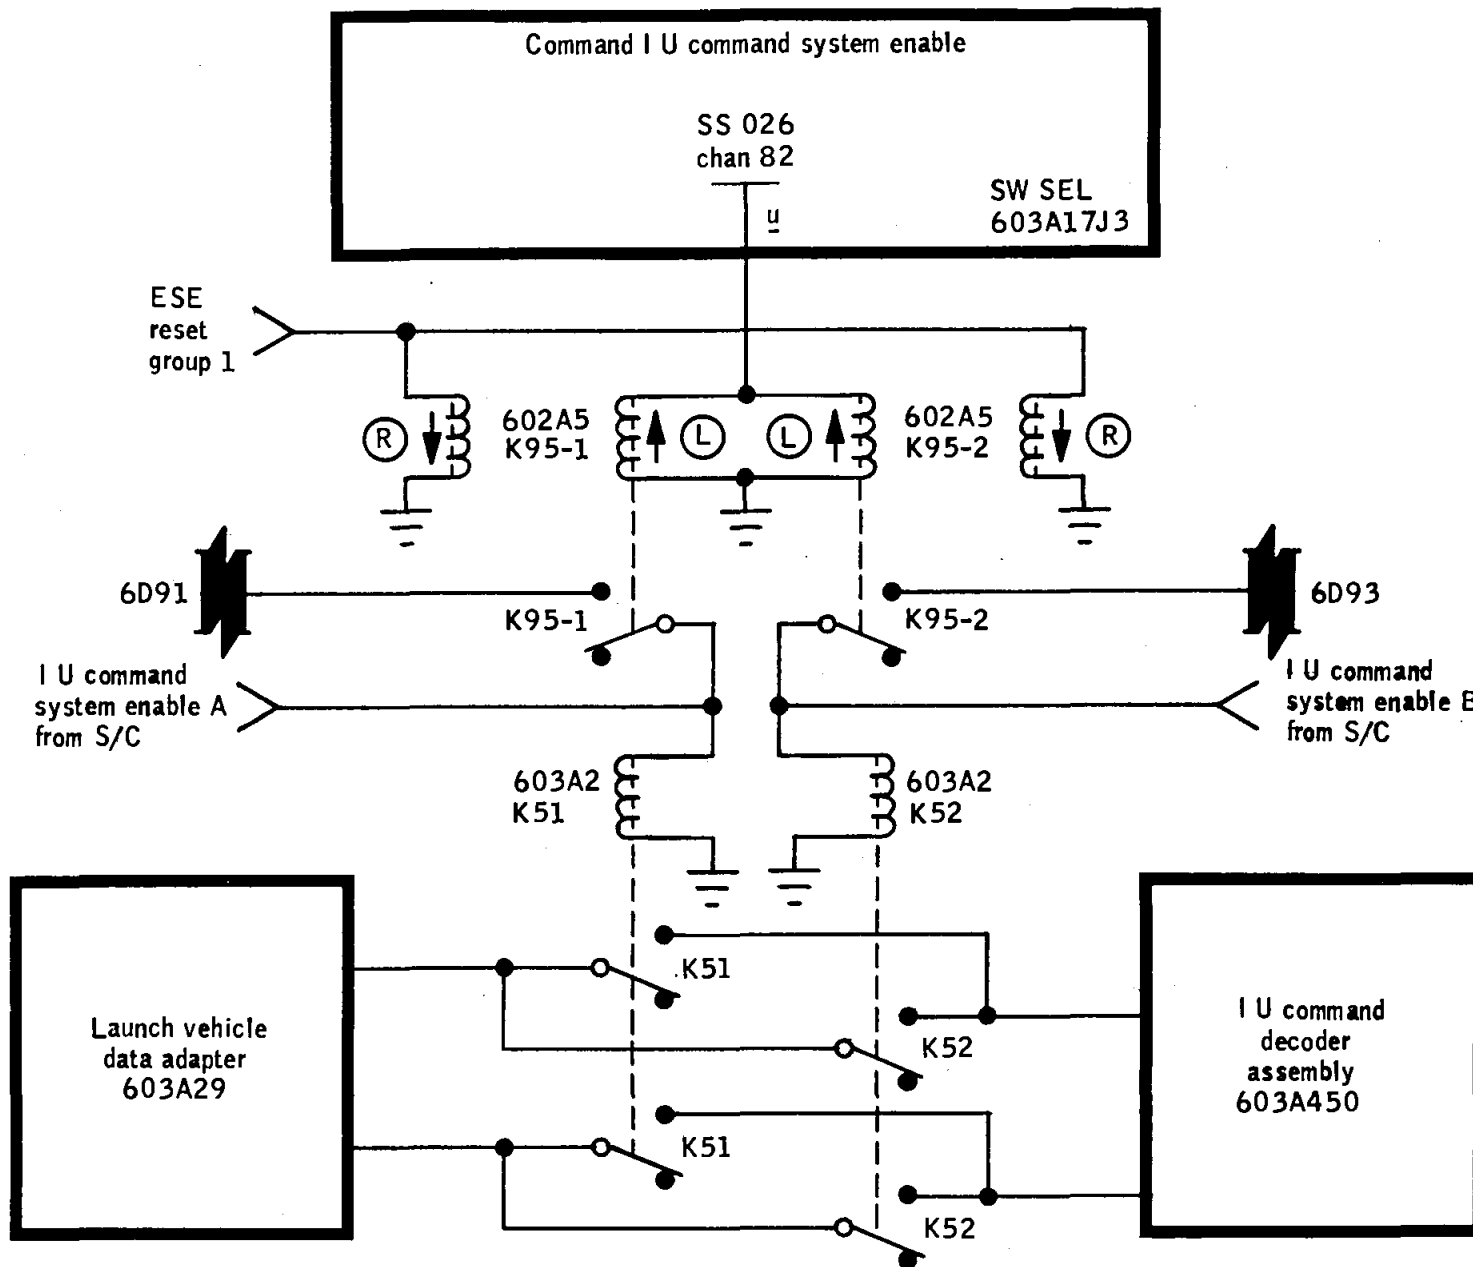 Command I U command system enable
SS 026
chan 82
u
SW SEL
603A17J3
ESE
reset
group 1
R
602A5
K95-1
L
L
602A5
K95-2
R
6D91
K95-1
K95-2
6D93
I U command
system enable A
from S/C
I U command
system enable B
from S/C
603A2
K51
603A2
K52
K51
K52
Launch vehicle
data adapter
603A29
I U command
decoder
assembly
603A450
K51
K52